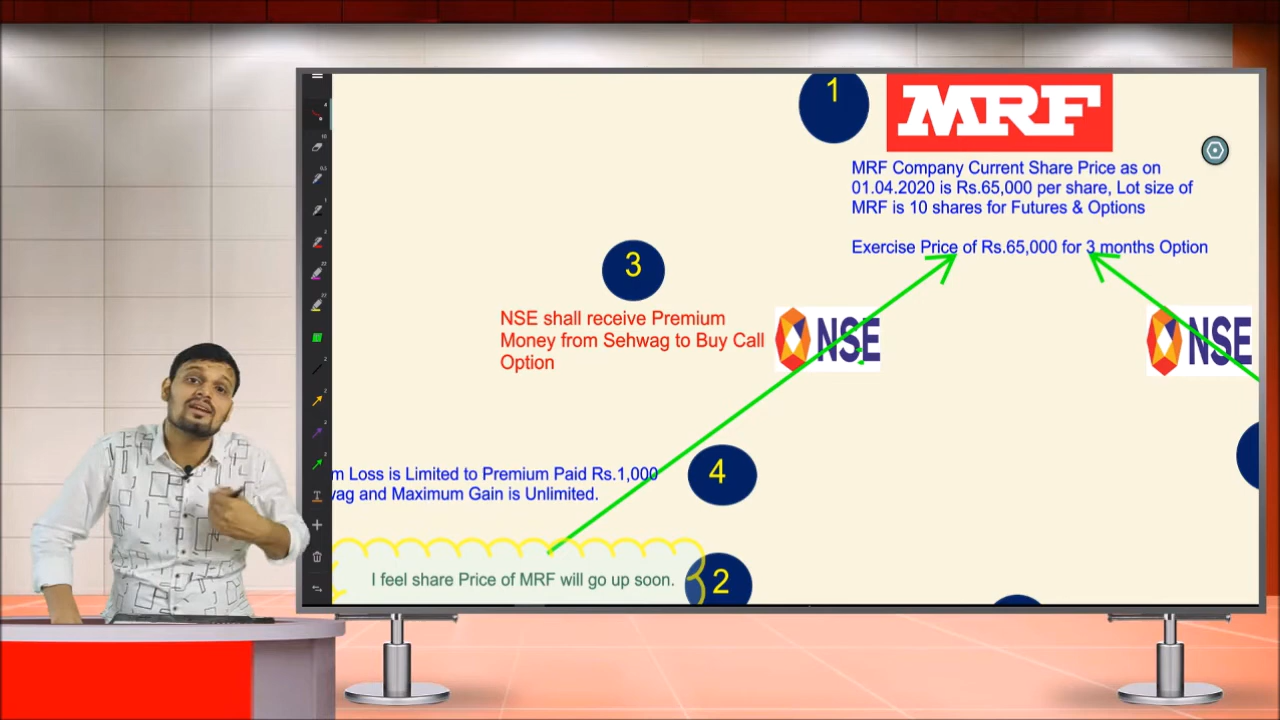 1
MRF
MRF Company Current Share Price as on
01.04.2020 is Rs.65,000 per share, Lot size of
MRF is 10 shares for Futures & Options
Exercise Price of Rs.65,000 for 3 months Option
3
NSE shall receive Premium
Money from Sehwag to Buy Call
Option
NSE
NSE
Loss is Limited to Premium Paid Rs.1,000
and Maximum Gain is Unlimited.
4
I feel share Price of MRF will go up soon.
2